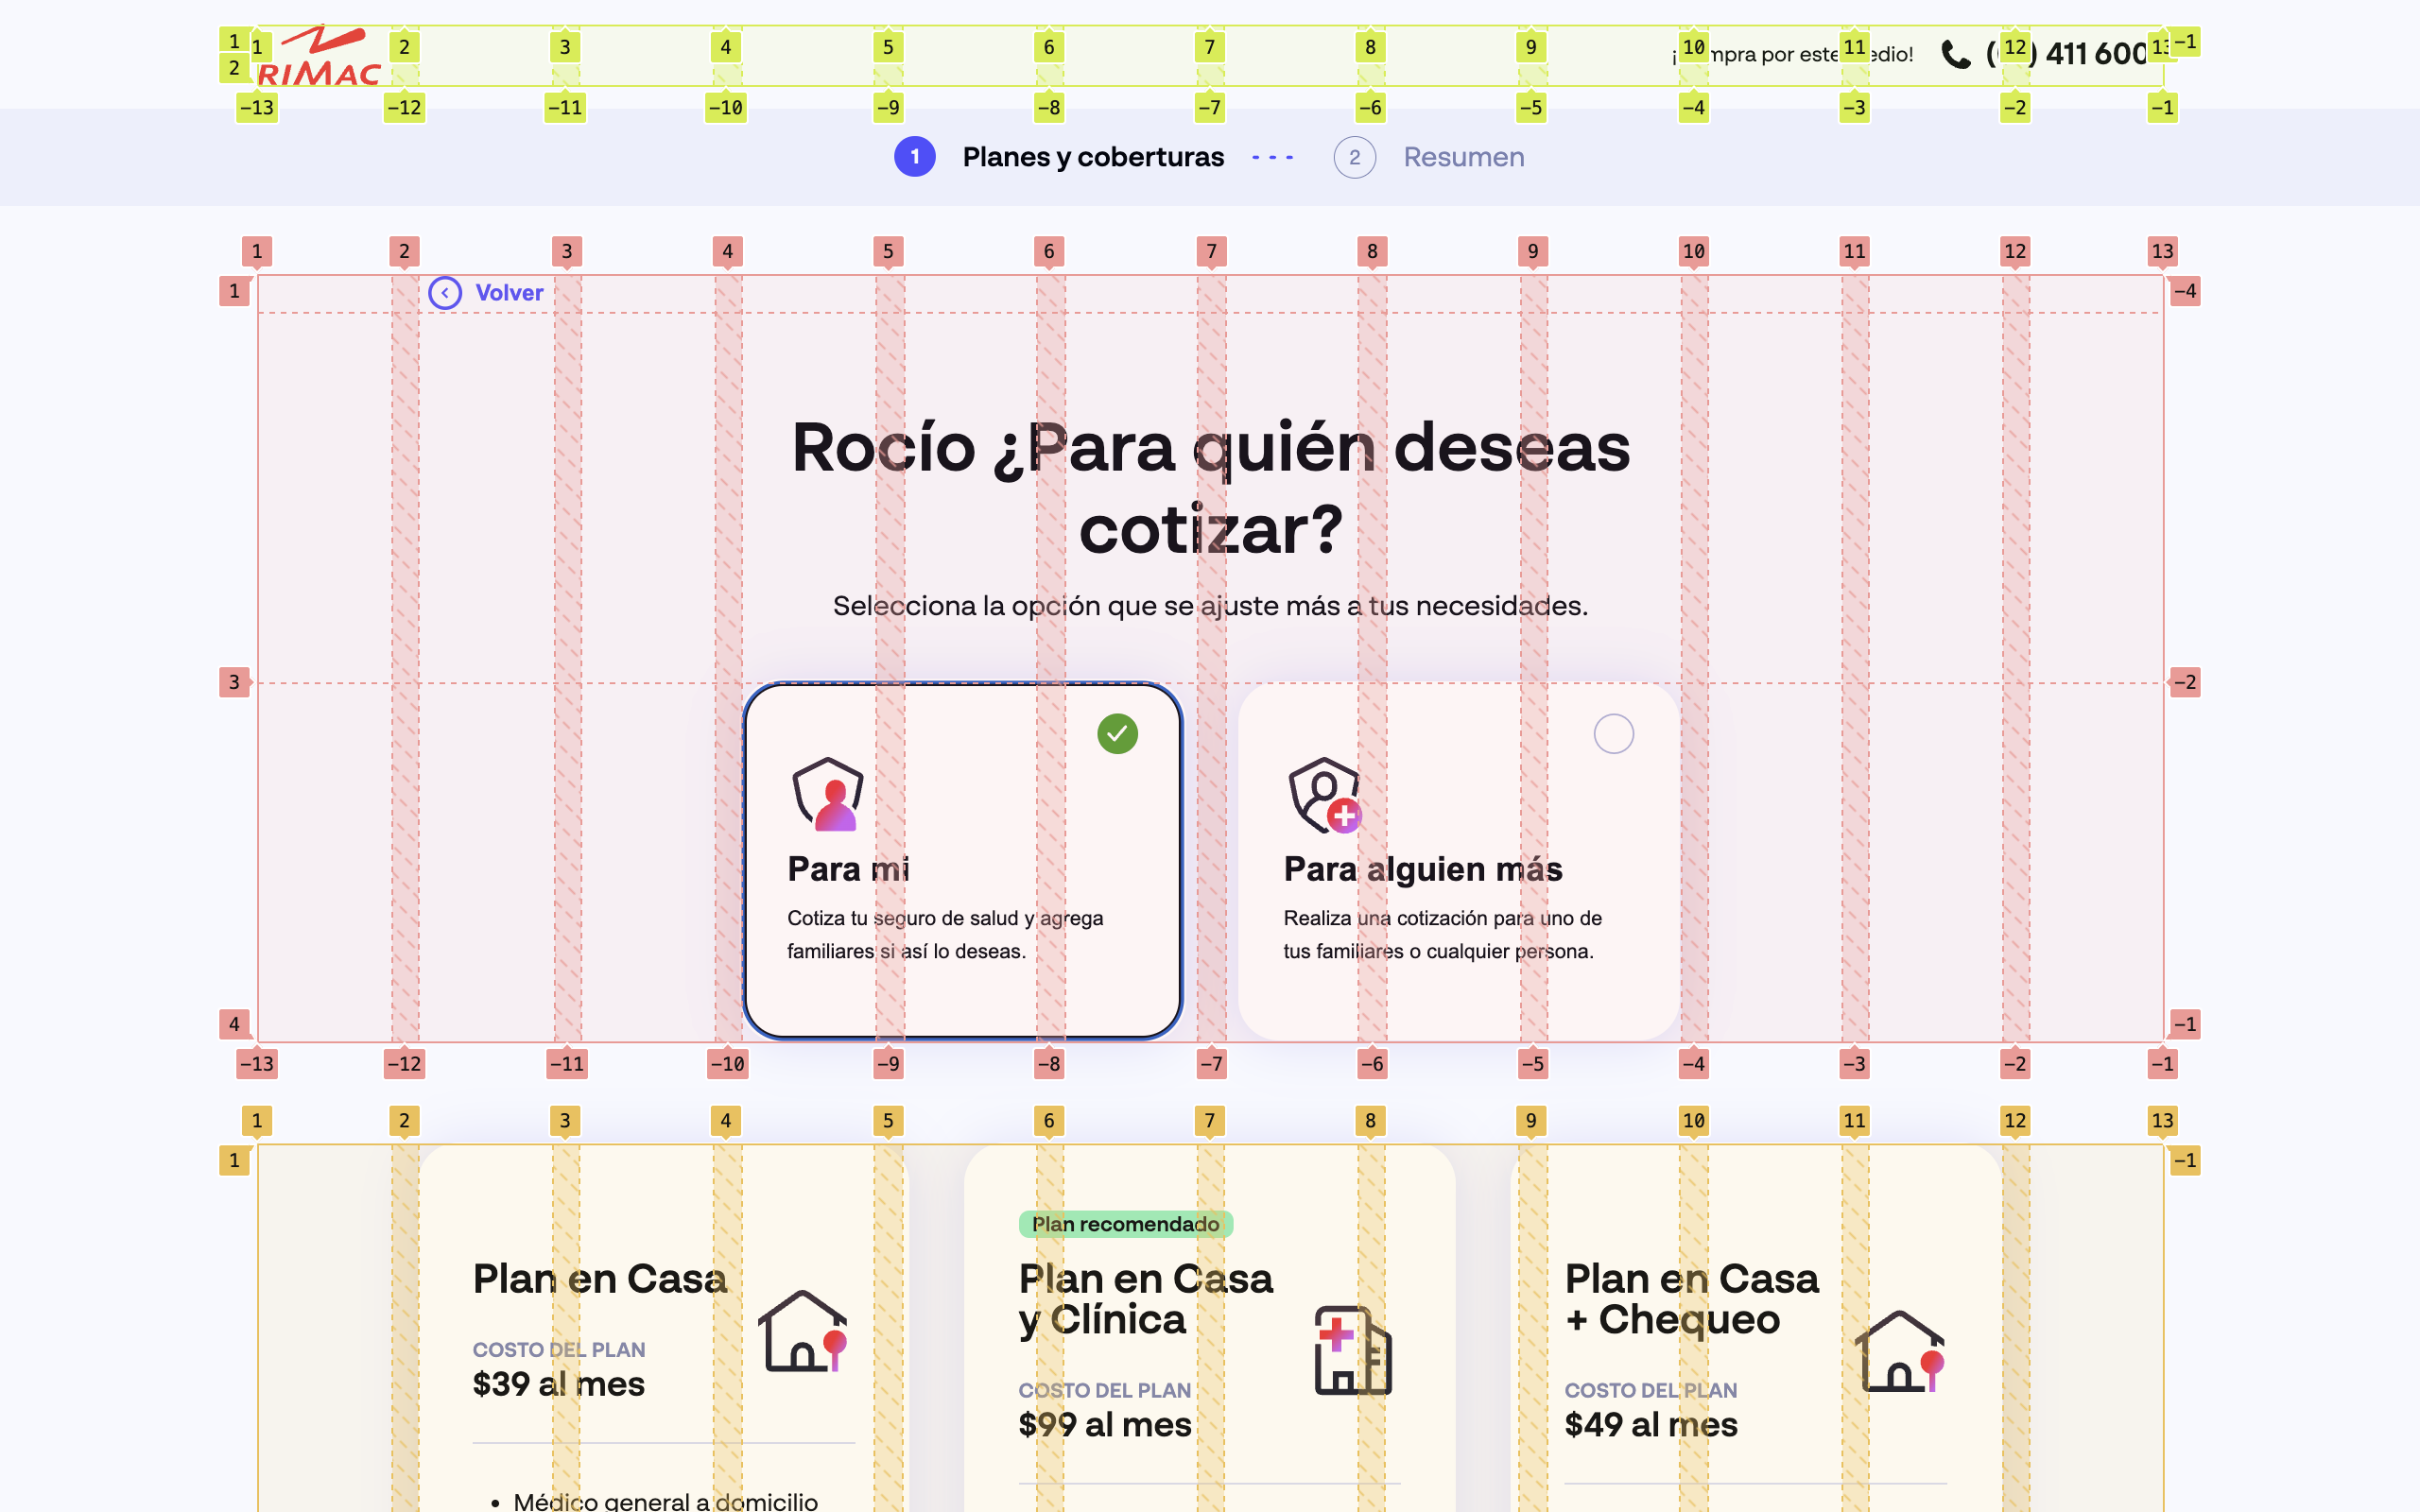 1 1 2 3 4 5 6 7 8 9 10 11 12 13 -1
2
RIMAC
¡ mpra por este edio! ( ) 411 600
-13 -12 -11 -10 -9 -8 -7 -6 -5 -4 -3 -2 -1
1 Planes y coberturas --- 2 Resumen
1 2 3 4 5 6 7 8 9 10 11 12 13
1 Volver -4
Rocío ¿Para quién deseas
cotizar?
Selecciona la opción que se ajuste más a tus necesidades.
3 -2
Para mi
Cotiza tu seguro de salud y agrega
familiares si así lo deseas.
Para alguien más
Realiza una cotización para uno de
tus familiares o cualquier persona.
4 -1
-13 -12 -11 -10 -9 -8 -7 -6 -5 -4 -3 -2 -1
1 2 3 4 5 6 7 8 9 10 11 12 13
1 -1
Plan en Casa
COSTO DEL PLAN
$39 al mes
• Médico general a domicilio
Plan recomendado
Plan en Casa
y Clínica
COSTO DEL PLAN
$99 al mes
Plan en Casa
+ Chequeo
COSTO DEL PLAN
$49 al mes